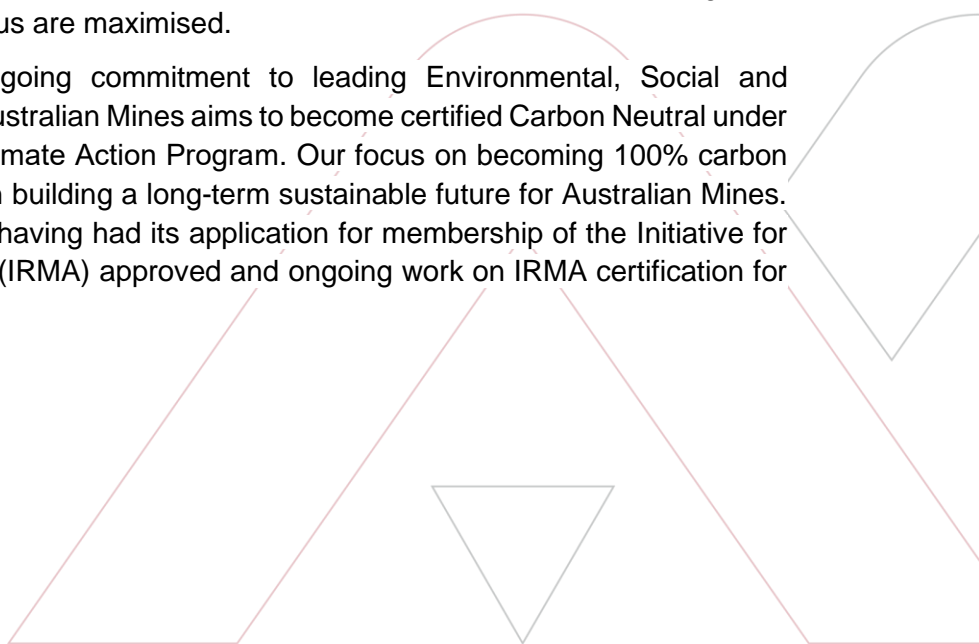 us are maximised.
going commitment to leading Environmental, Social and
ustralian Mines aims to become certified Carbon Neutral under
mate Action Program. Our focus on becoming 100% carbon
building a long-term sustainable future for Australian Mines.
having had its application for membership of the Initiative for
(IRMA) approved and ongoing work on IRMA certification for